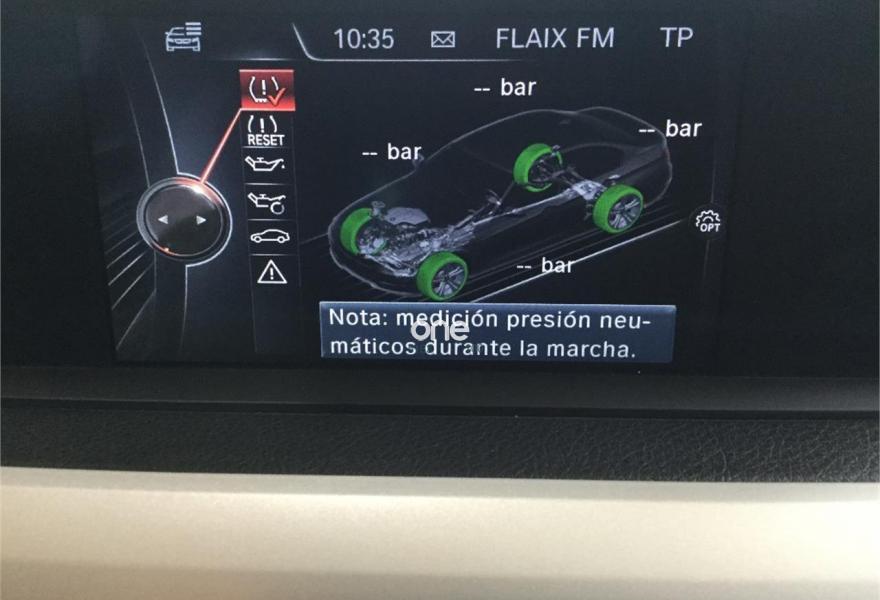 10:35 FLAIX FM TP
-- bar
-- bar
-- bar
RESET
-- bar
OPT
Nota: medición presión neu-
máticos durante la marcha.
one